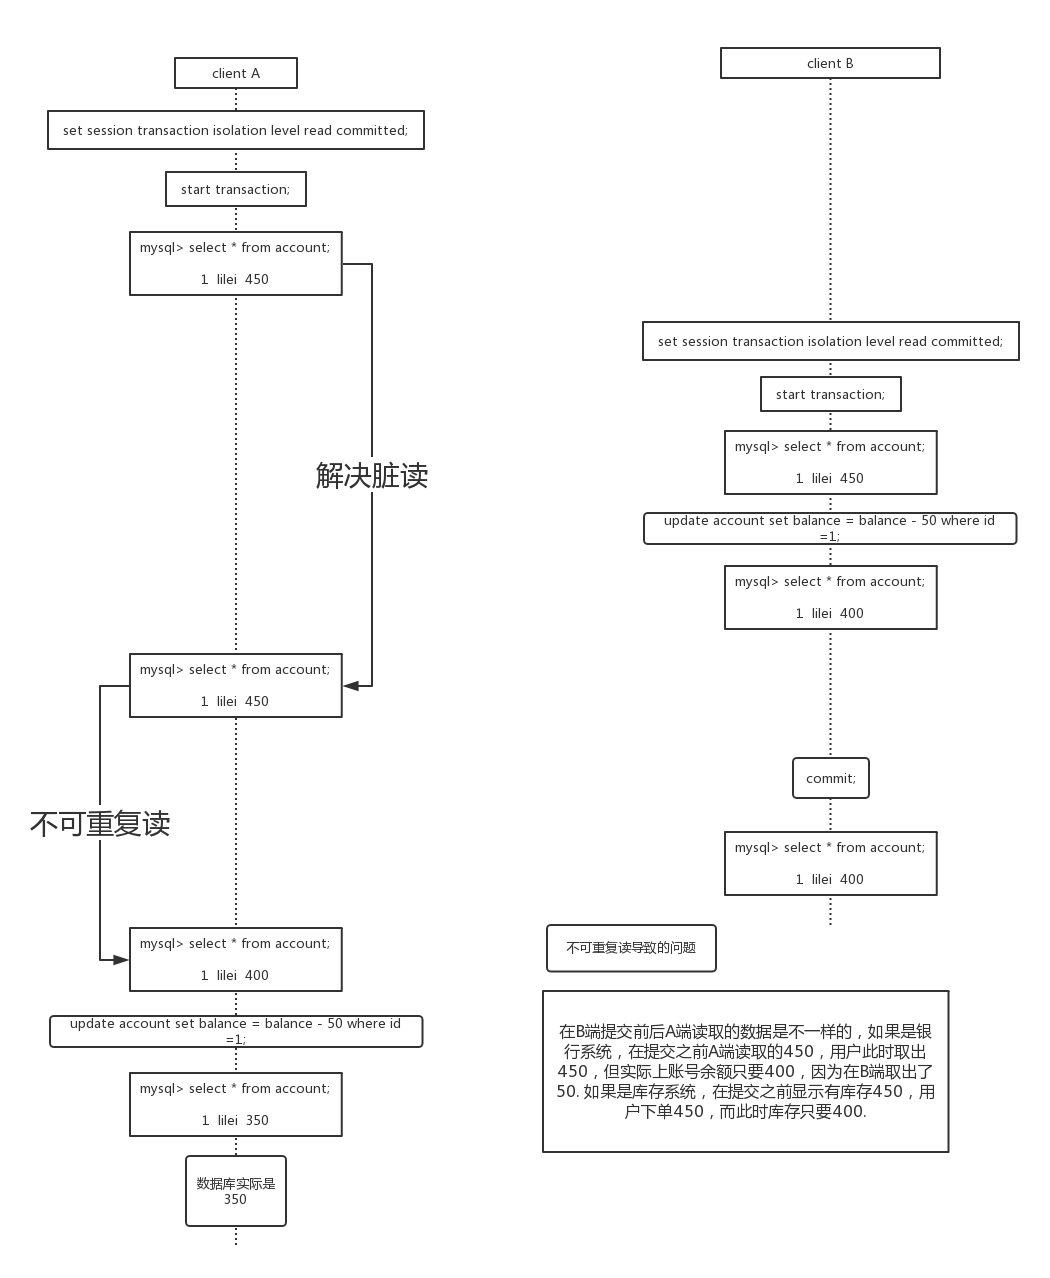 client A
set session transaction isolation level read committed;
start transaction;
mysql> select * from account;
1 lilei 450
解决脏读
mysql> select * from account;
1 lilei 450
不可重复读
mysql> select * from account;
1 lilei 400
update account set balance = balance - 50 where id
=1;
mysql> select * from account;
1 lilei 350
数据库实际是
350
client B
set session transaction isolation level read committed;
start transaction;
mysql> select * from account;
1 lilei 450
update account set balance = balance - 50 where id
=1;
mysql> select * from account;
1 lilei 400
commit;
mysql> select * from account;
1 lilei 400
不可重复读导致的问题
在B端提交前后A端读取的数据是不一样的，如果是银
行系统，在提交之前A端读取的450，用户此时取出
450，但实际上账号余额只要400，因为在B端取出了
50. 如果是库存系统，在提交之前显示有库存450，用
户下单450，而此时库存只要400.